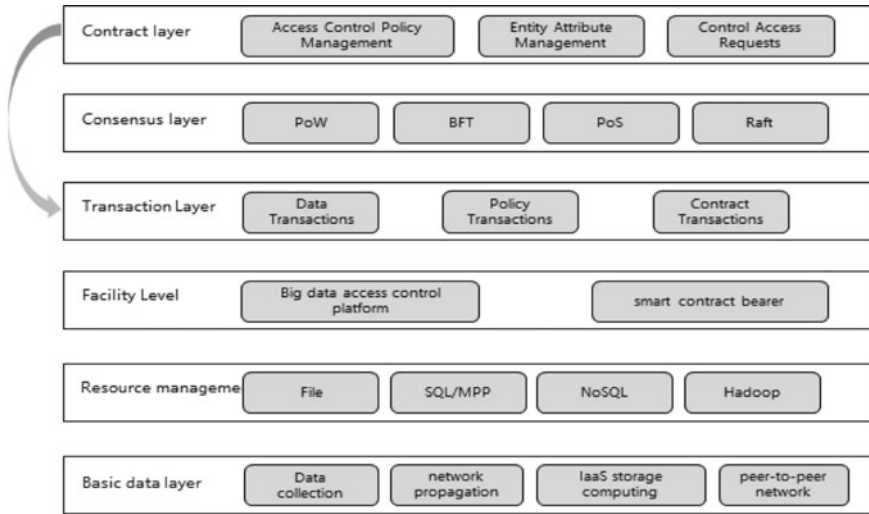 Contract layer
Access Control Policy
Management
Entity Attribute
Management
Control Access
Requests
Consensus layer
PoW
BFT
PoS
Raft
Transaction Layer
Data
Transactions
Policy
Transactions
Contract
Transactions
Facility Level
Big data access control
platform
smart contract bearer
Resource manageme
File
SQL/MPP
NoSQL
Hadoop
Basic data layer
Data
collection
network
propagation
IaaS storage
computing
peer-to-peer
network